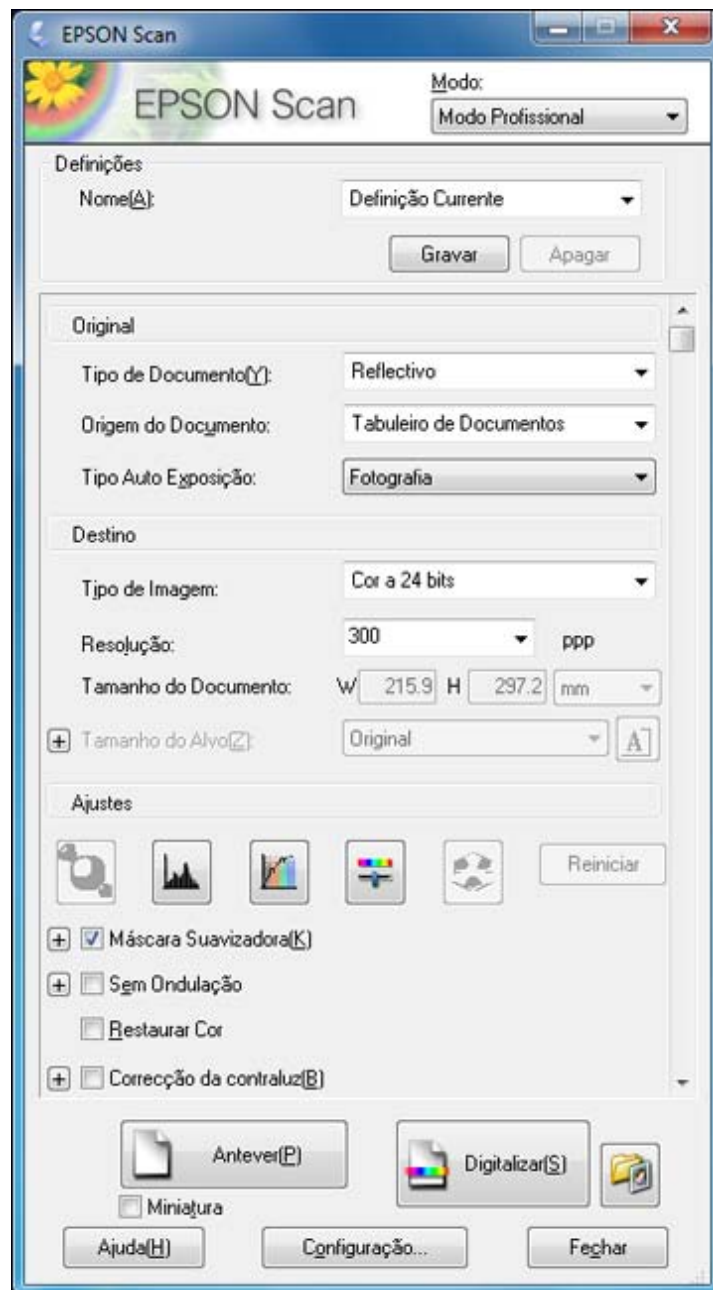 EPSON Scan
EPSON Scan
Modo:
Modo Profissional
Definições
Nome(A):
Definição Currente
Gravar
Apagar
Original
Tipo de Documento(Y):
Reflectivo
Origem do Documento:
Tabuleiro de Documentos
Tipo Auto Exposição:
Fotografia
Destino
Tipo de Imagem:
Cor a 24 bits
Resolução:
300
ppp
Tamanho do Documento:
W 215.9 H 297.2 mm
Tamanho do Alvo(Z):
Original
A
Ajustes
Reiniciar
Máscara Suavizadora(K)
Sem Ondulação
Restaurar Cor
Correcção da contraluz(B)
Antever(P)
Digitalizar(S)
Miniatura
Ajuda(H)
Configuração...
Fechar